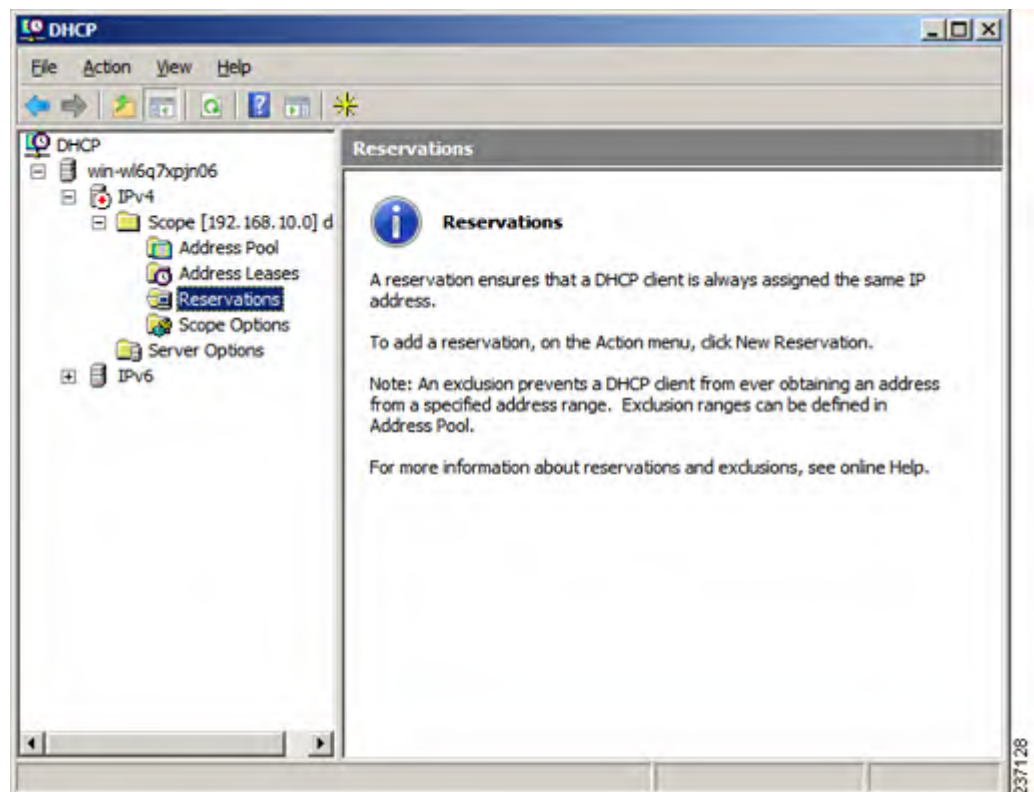 DHCP
File Action View Help
DHCP
win-wl6q7xpjn06
IPv4
Scope [192.168.10.0] d
Address Pool
Address Leases
Reservations
Scope Options
Server Options
IPv6
Reservations
Reservations
A reservation ensures that a DHCP client is always assigned the same IP
address.
To add a reservation, on the Action menu, click New Reservation.
Note: An exclusion prevents a DHCP client from ever obtaining an address
from a specified address range. Exclusion ranges can be defined in
Address Pool.
For more information about reservations and exclusions, see online Help.
237128